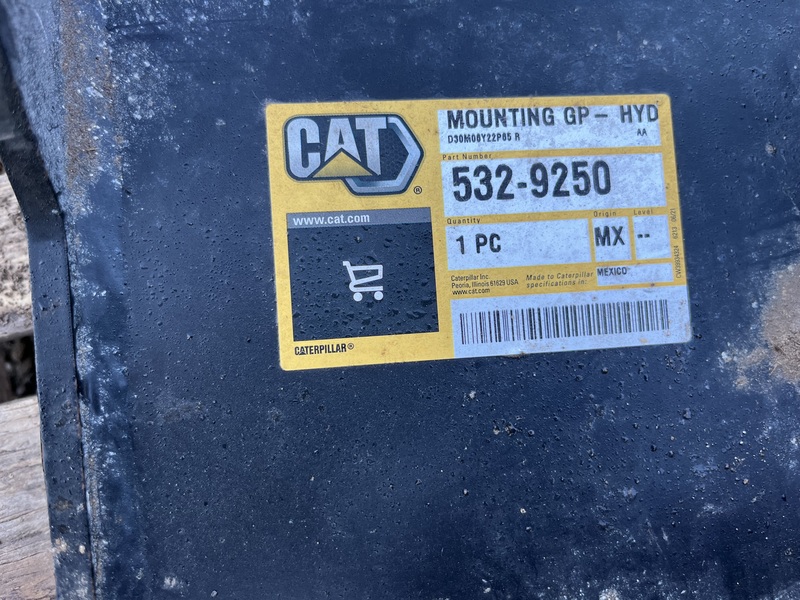 CAT®
www.cat.com
CATERPILLAR®
MOUNTING GP - HYD
D30M06Y22P65 R AA
Part Number
532-9250
Quantity
1 PC
Origin
MX
Level
--
Caterpillar Inc.
Peoria, Illinois 61629 USA
www.cat.com
Made to Caterpillar
specifications in:
MEXICO